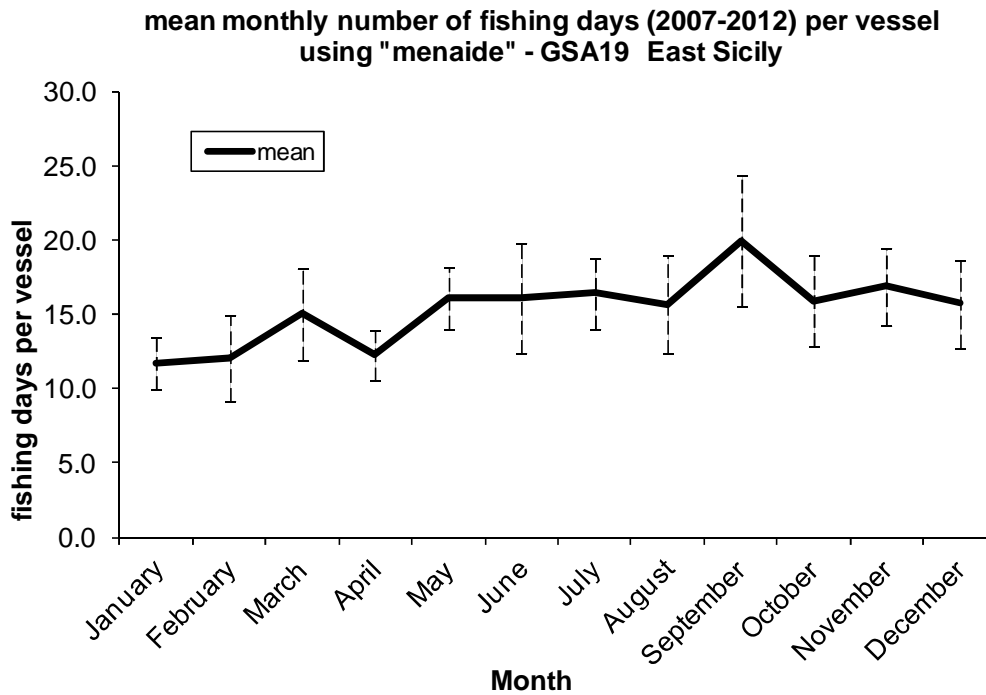 mean monthly number of fishing days (2007-2012) per vessel
using "menaide" - GSA19 East Sicily
30.0
25.0
20.0
15.0
10.0
5.0
0.0
fishing days per vessel
mean
January
February
March
April
May
June
July
August
September
October
November
December
Month